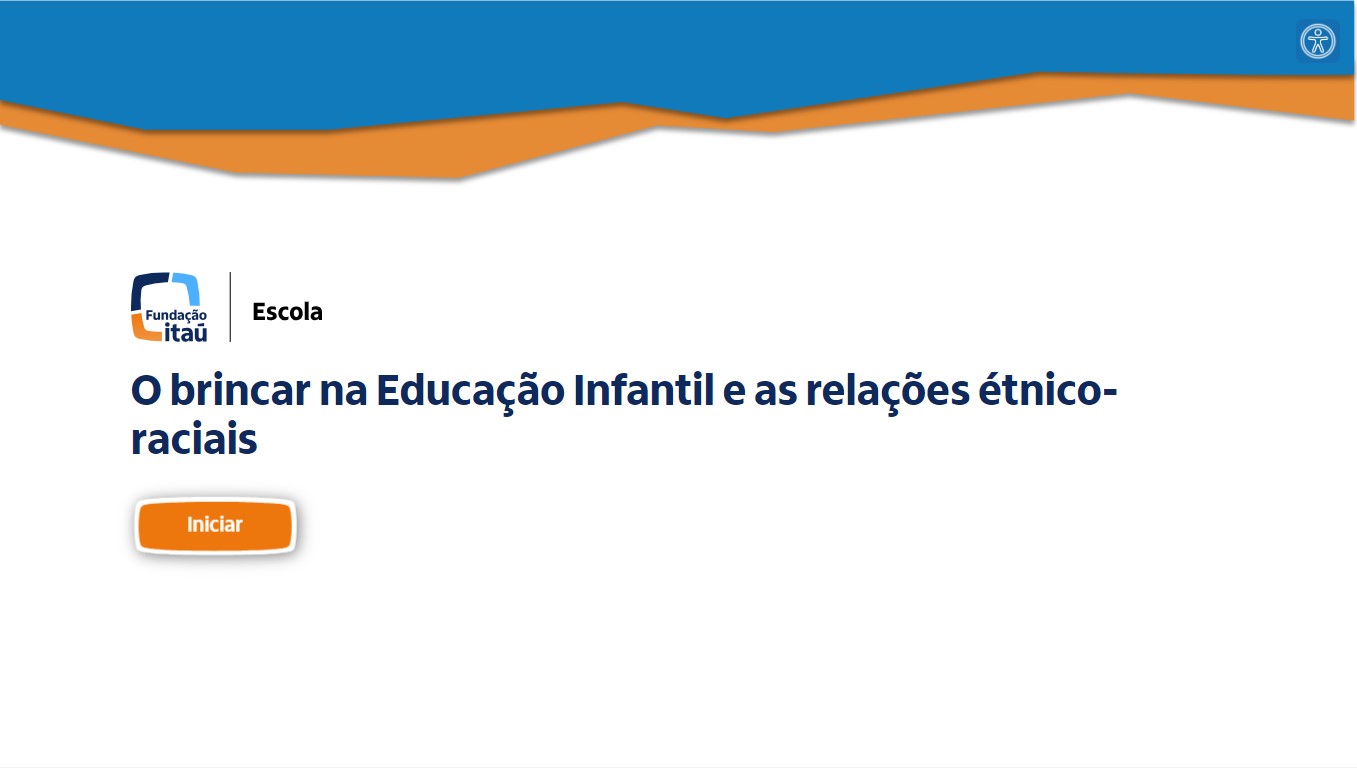 Fundação
itaú
Escola
O brincar na Educação Infantil e as relações étnico-
raciais
Iniciar